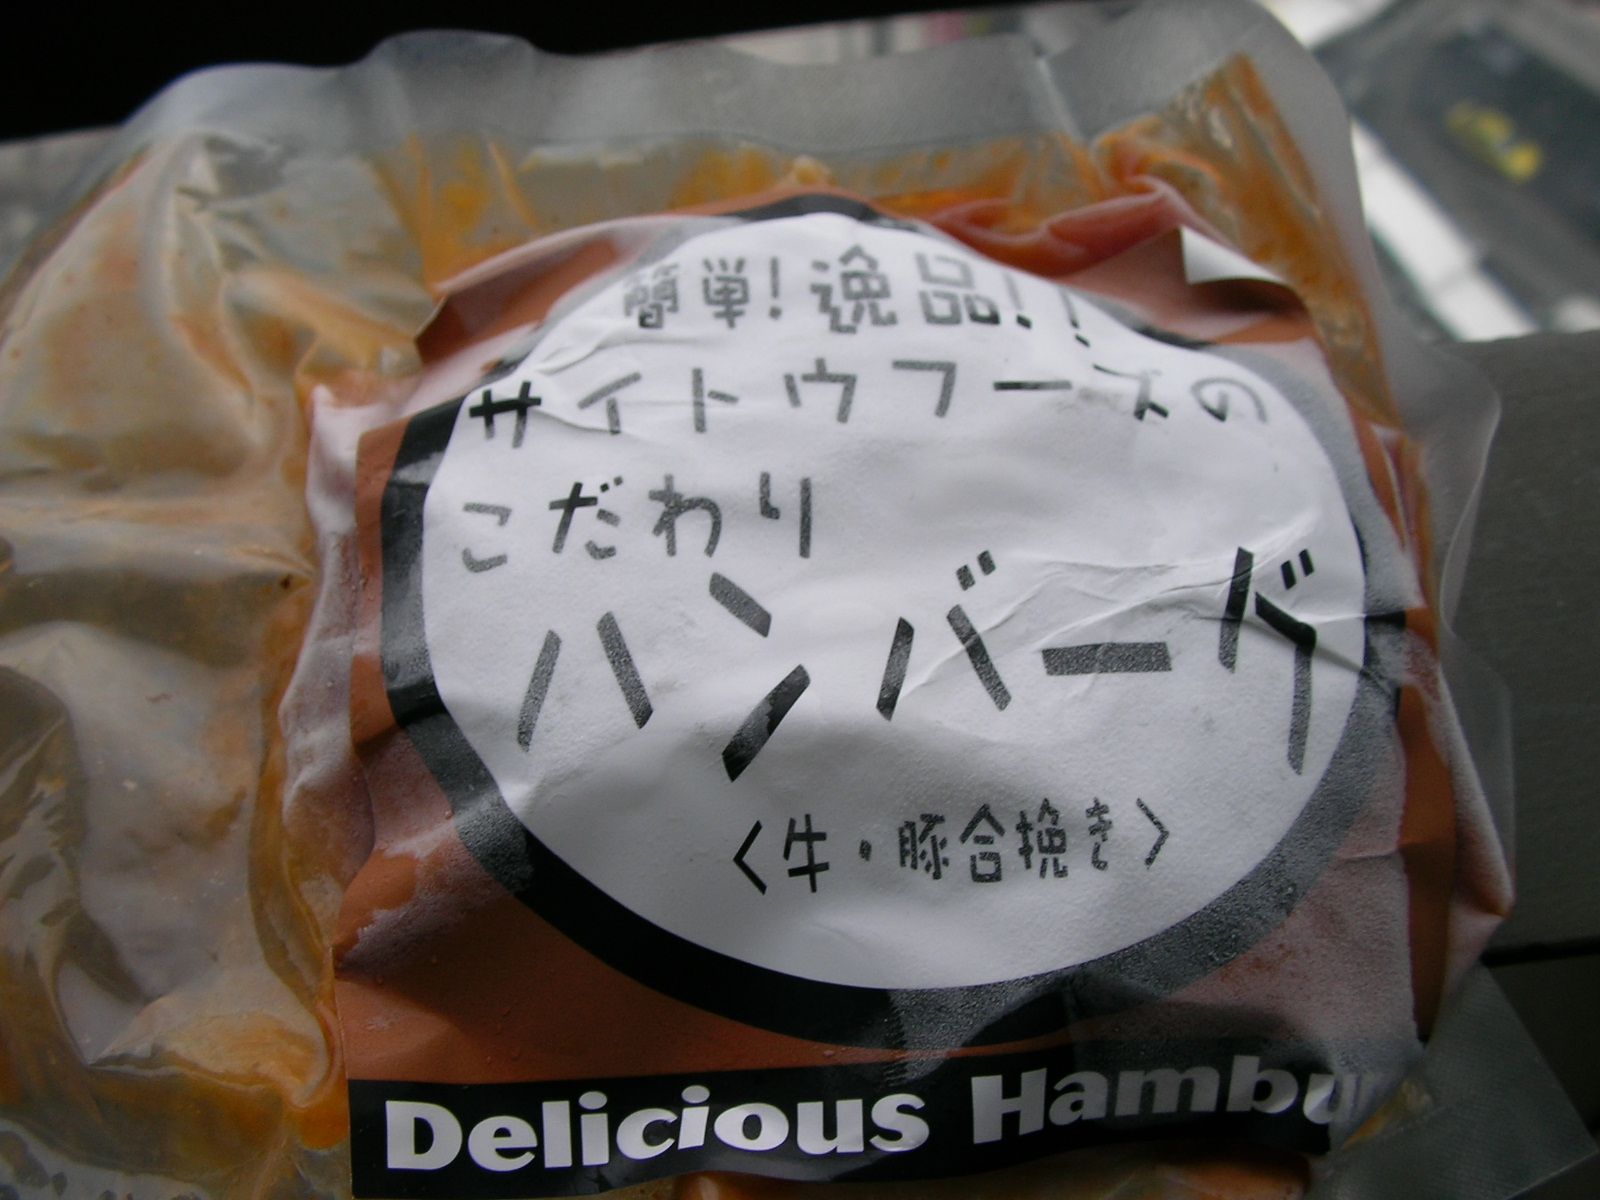 簡単!逸品!!
サイトウフーズの
こだわり
ハンバーグ
<牛・豚合挽き>
Delicious Hambu